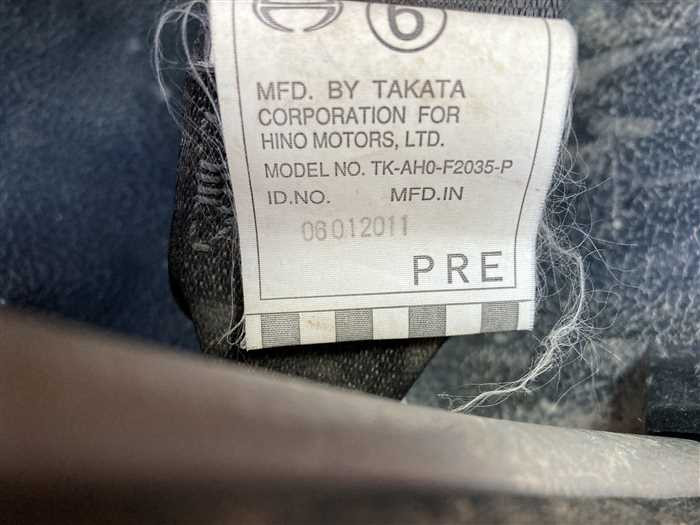 6
MFD. BY TAKATA
CORPORATION FOR
HINO MOTORS, LTD.
MODEL NO. TK-AH0-F2035-P
ID.NO. MFD.IN
06012011
PRE